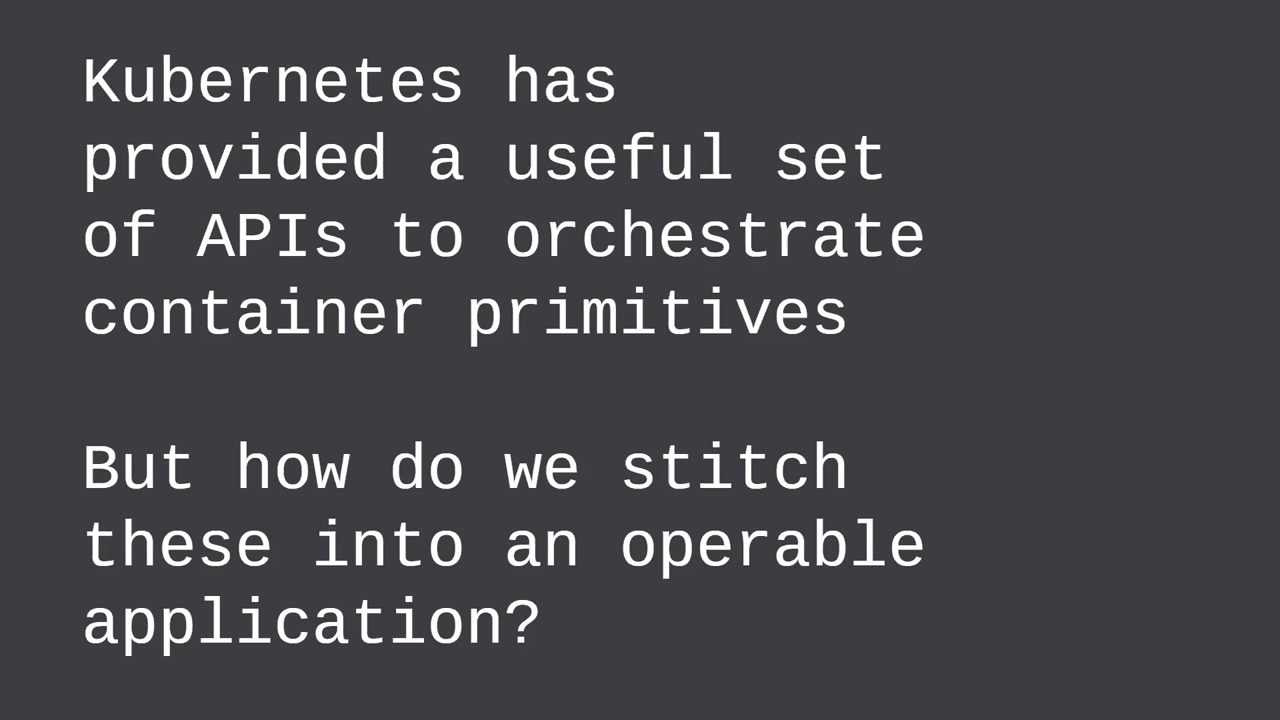 Kubernetes has
provided a useful set
of APIs to orchestrate
container primitives
But how do we stitch
these into an operable
application?